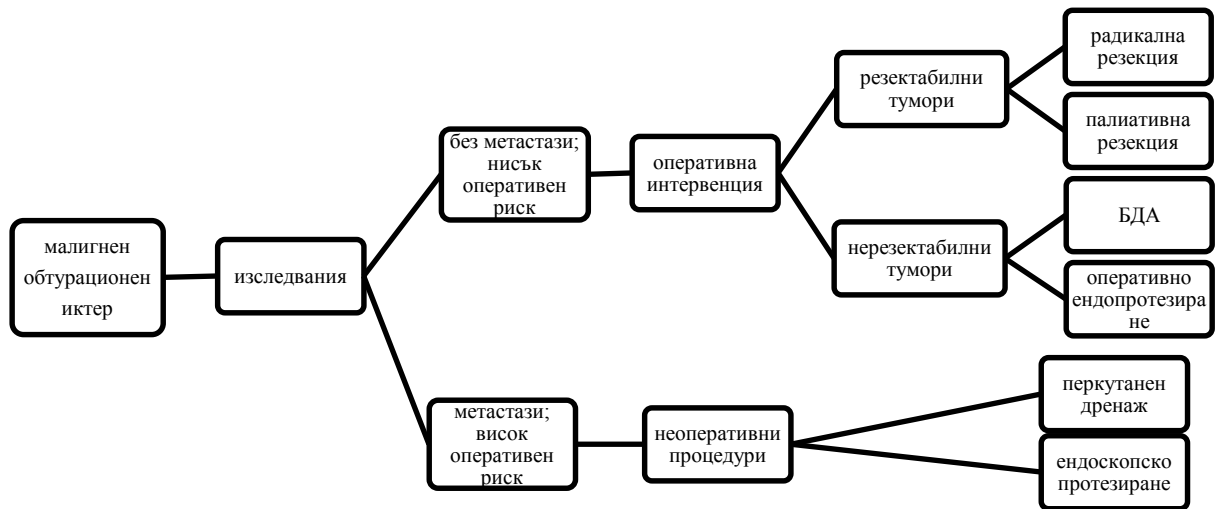 малигнен
обтурационен
иктер
изследвания
без метастази;
нисък
оперативен
риск
оперативна
интервенция
резектабилни
тумори
радикална
резекция
палиативна
резекция
нерезектабилни
тумори
БДА
оперативно
ендопротезира
не
метастази;
висок
оперативен
риск
неоперативни
процедури
перкутанен
дренаж
ендоскопско
протезиране